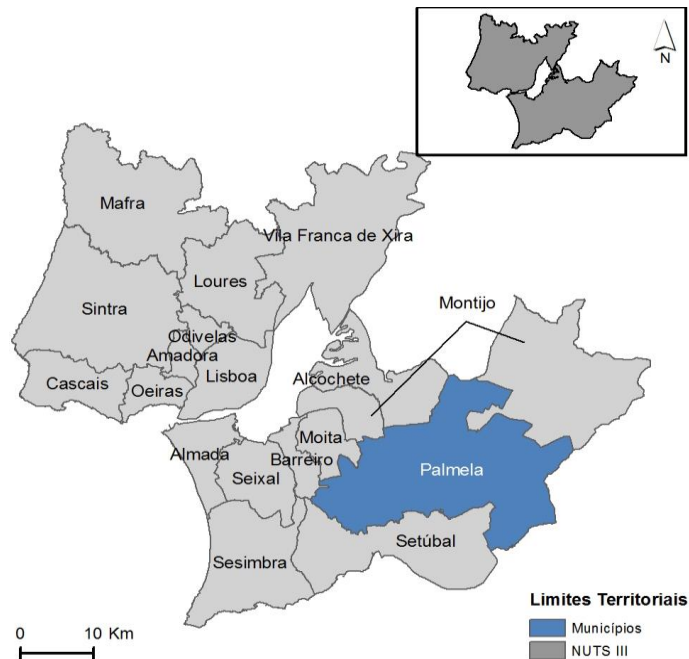 N
Mafra
Vila Franca de Xira
Loures
Sintra
Montijo
Odivelas
Amadora
Lisboa
Alcochete
Cascais
Oeiras
Moita
Almada
Barreiro
Palmela
Seixal
Setúbal
Sesimbra
Limites Territoriais
0 10 Km
Municípios
NUTS III